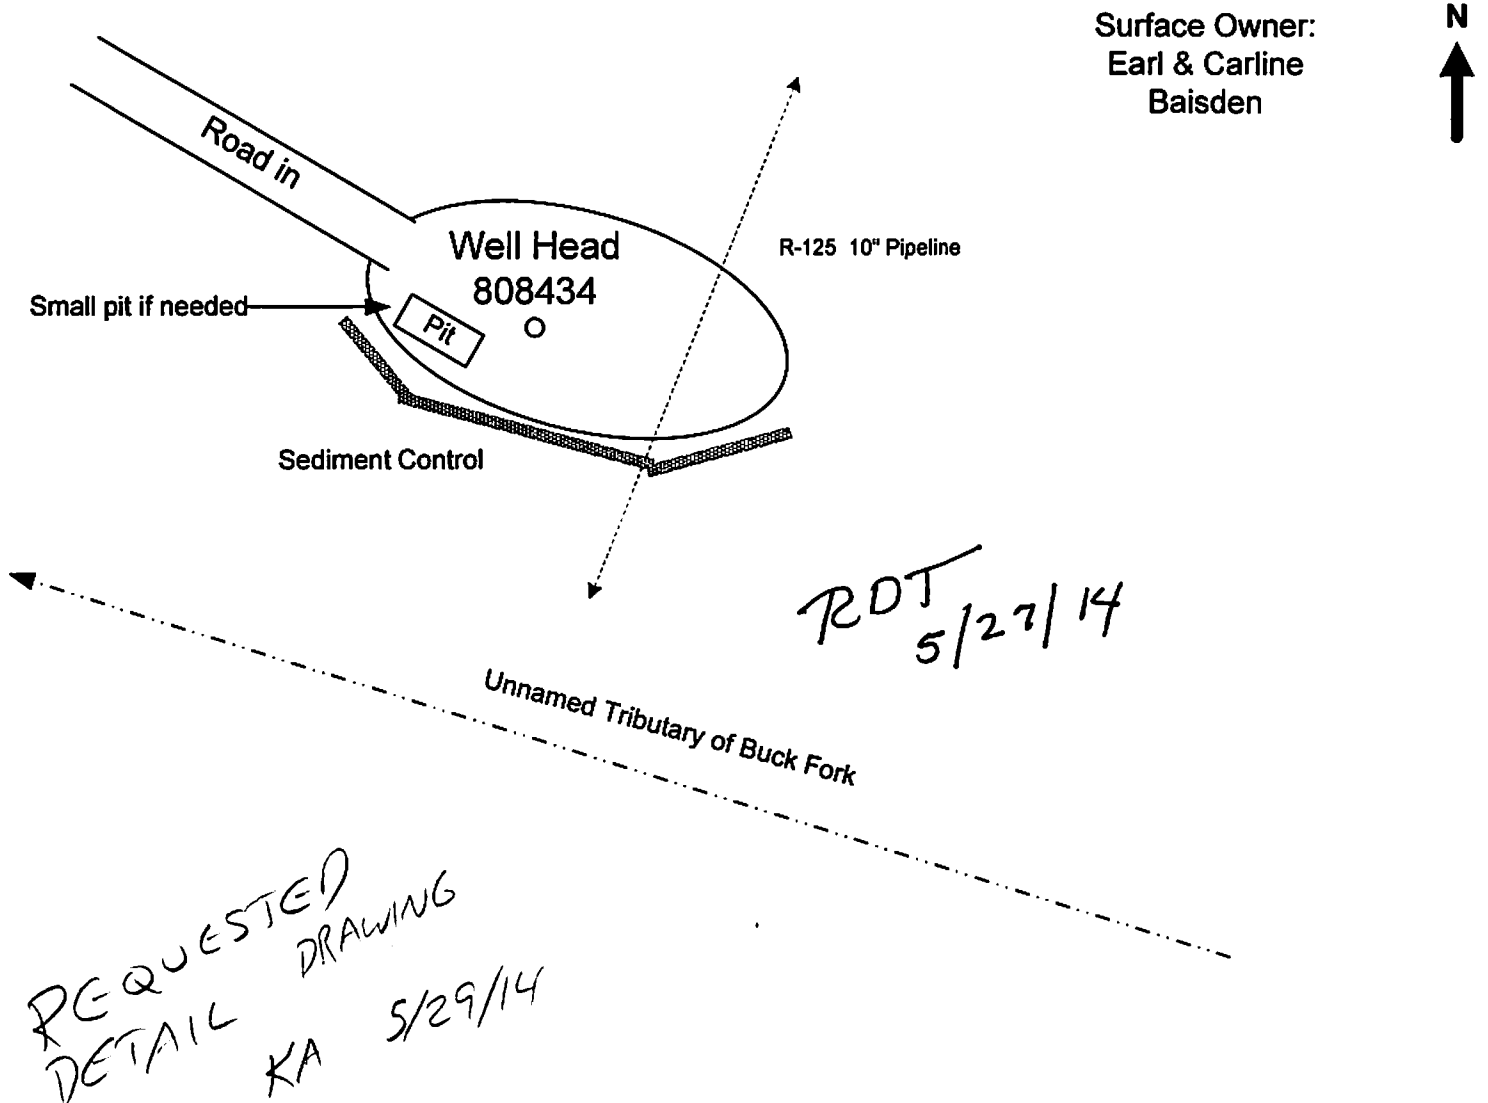 Surface Owner:
Earl & Carline
Baisden
N
Road in
Well Head
808434
R-125 10" Pipeline
Small pit if needed
Pit
Sediment Control
RDT
5/27/14
Unnamed Tributary of Buck Fork
REQUESTED
DETAIL DRAWING
KA 5/29/14